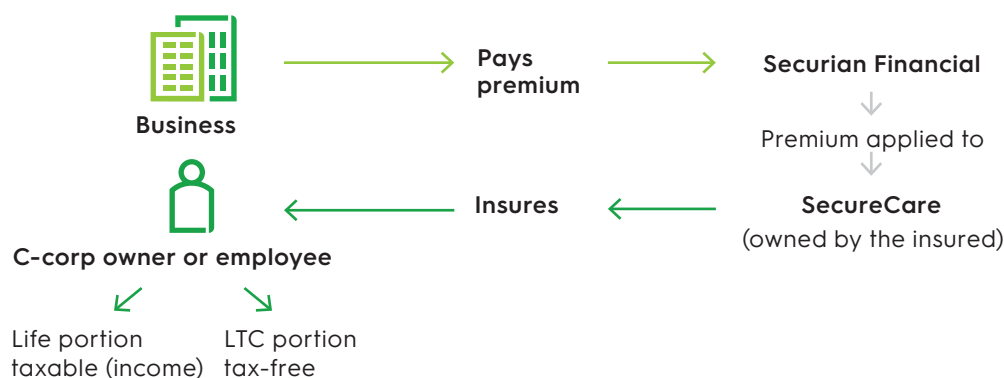 Business
Pays
premium
Securian Financial
Premium applied to
SecureCare
(owned by the insured)
Insures
C-corp owner or employee
Life portion
taxable (income)
LTC portion
tax-free